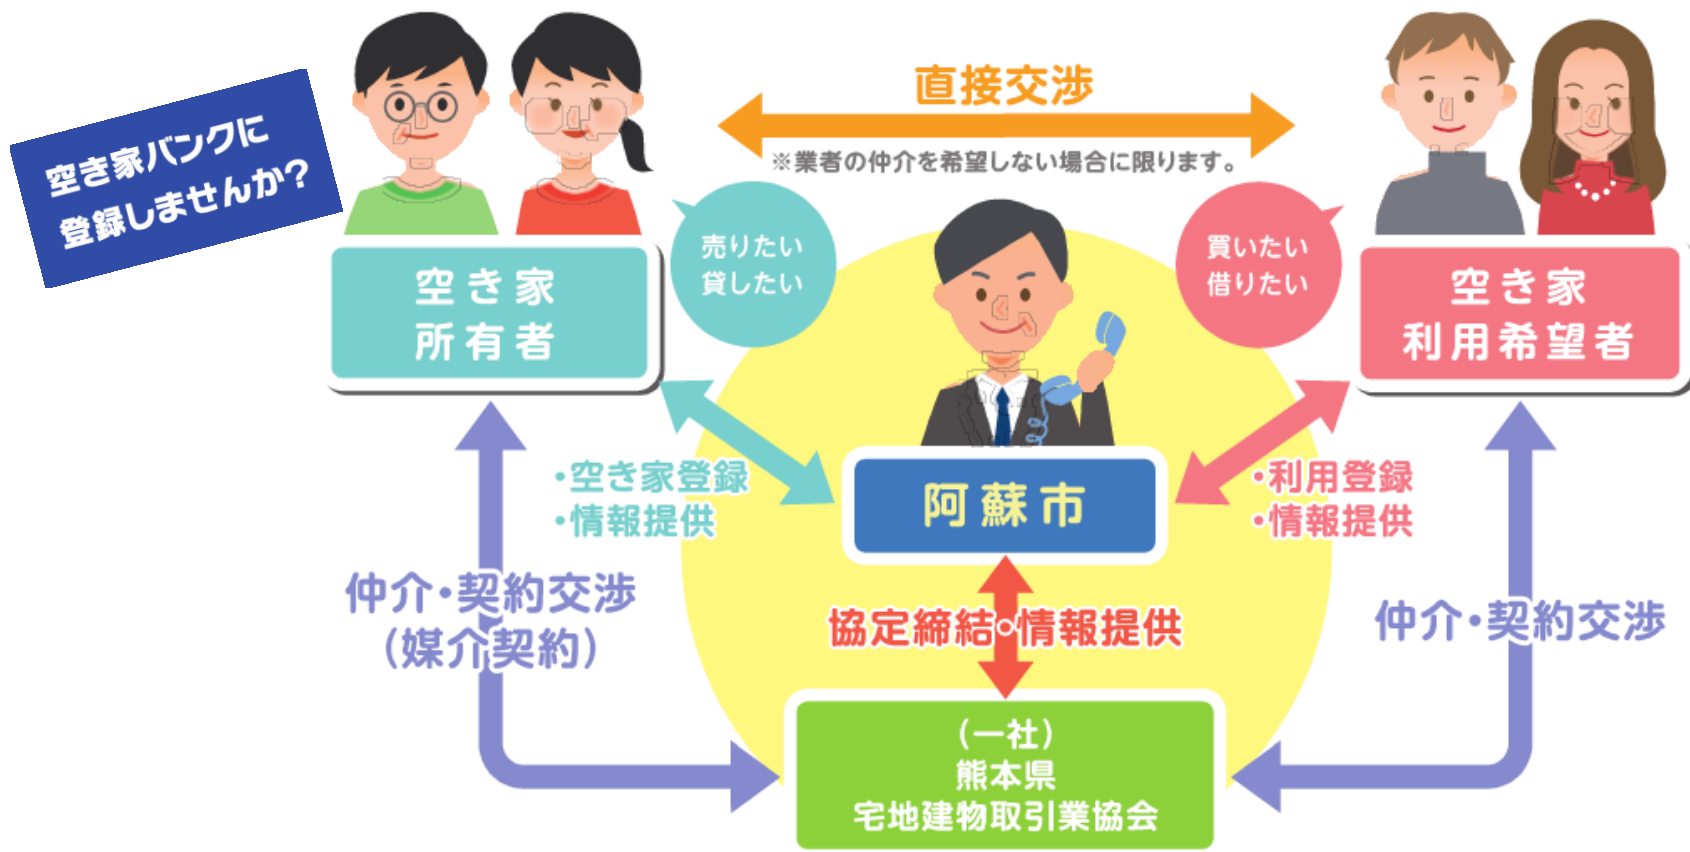 空き家バンクに
登録しませんか?
直接交渉
※業者の仲介を希望しない場合に限ります。
売りたい
貸したい
買いたい
借りたい
空き家
所有者
空き家
利用希望者
・空き家登録
・情報提供
阿蘇市
・利用登録
・情報提供
仲介・契約交渉
(媒介契約)
協定締結・情報提供
仲介・契約交渉
(一社)
熊本県
宅地建物取引業協会